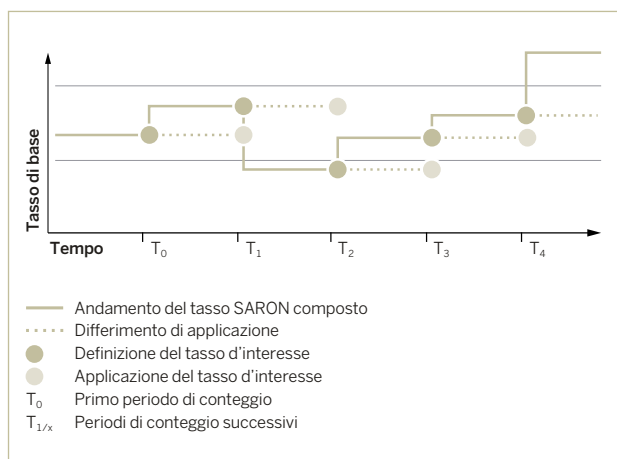 Tasso di base
Tempo T₀ T₁ T₂ T₃ T₄
Andamento del tasso SARON composto
Differimento di applicazione
Definizione del tasso d'interesse
Applicazione del tasso d'interesse
T₀ Primo periodo di conteggio
T₁/ₓ Periodi di conteggio successivi